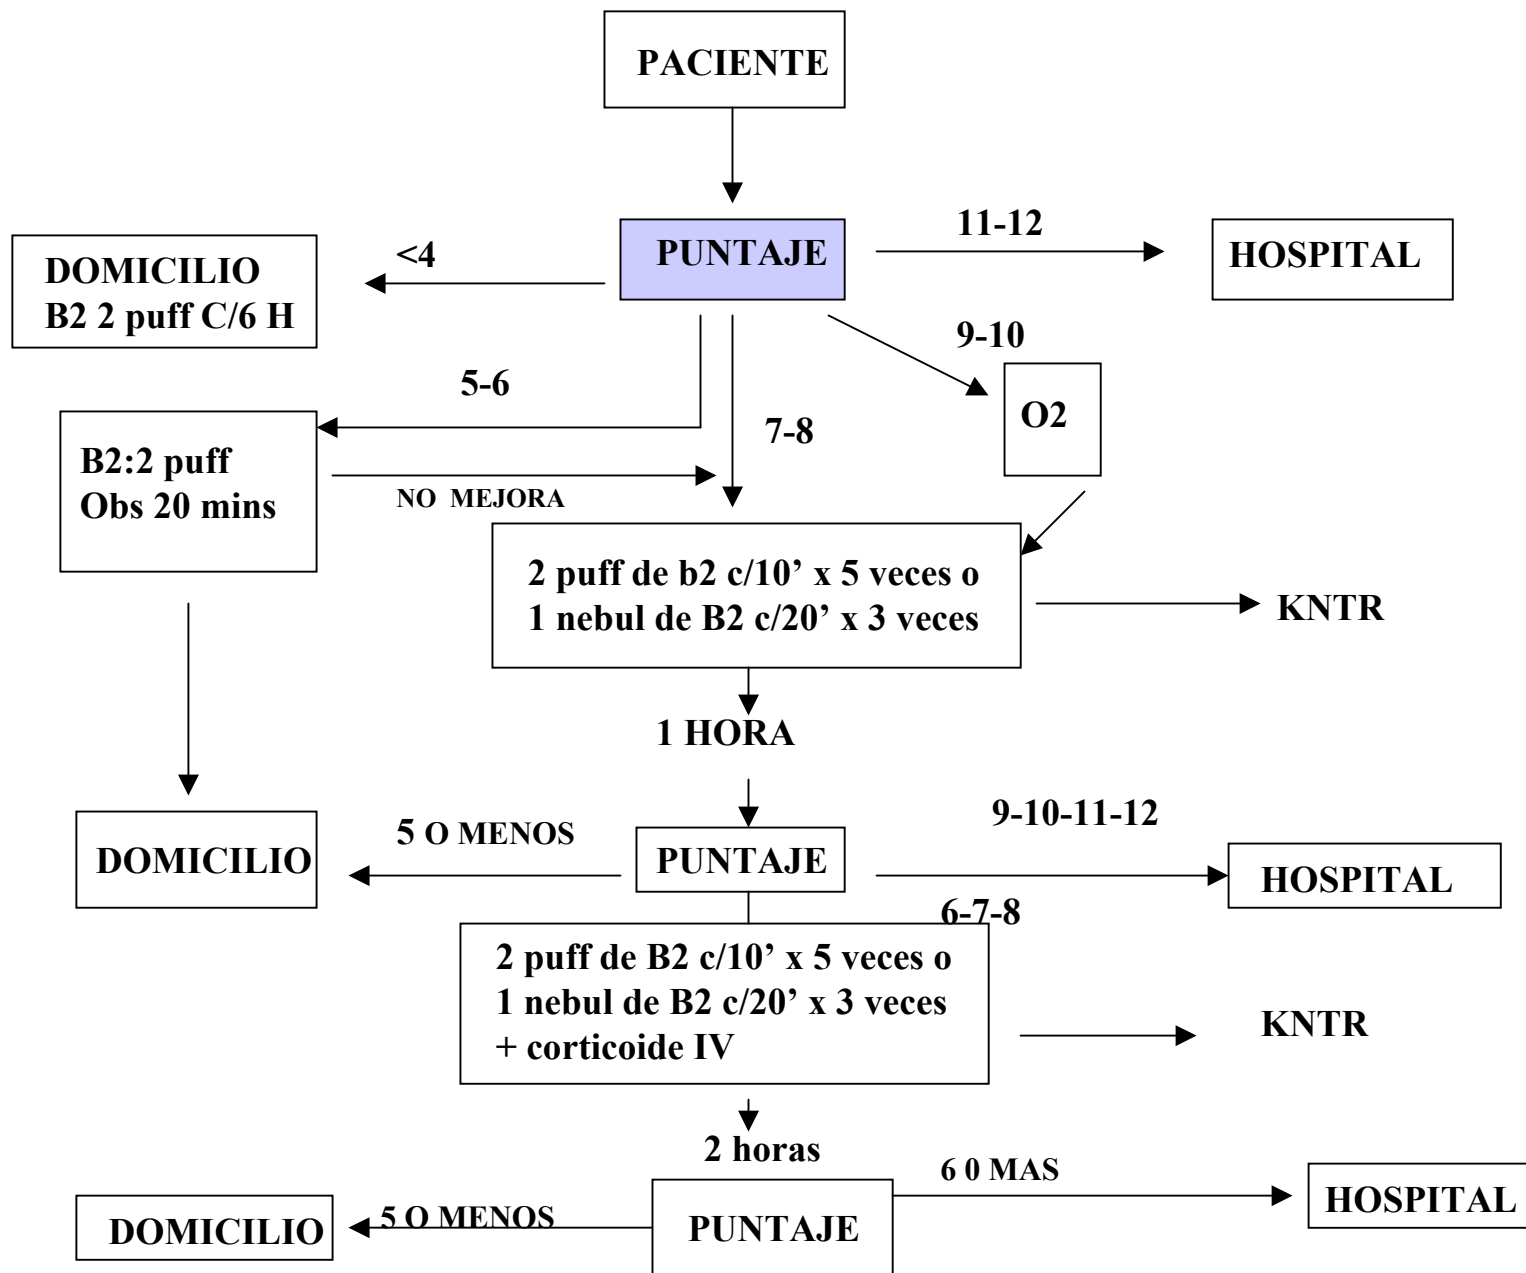 PACIENTE
PUNTAJE
11-12
HOSPITAL
<4
DOMICILIO
B2 2 puff C/6 H
9-10
O2
5-6
7-8
B2:2 puff
Obs 20 mins
NO MEJORA
2 puff de b2 c/10’ x 5 veces o
1 nebul de B2 c/20’ x 3 veces
KNTR
1 HORA
9-10-11-12
5 O MENOS
DOMICILIO
PUNTAJE
HOSPITAL
6-7-8
2 puff de B2 c/10’ x 5 veces o
1 nebul de B2 c/20’ x 3 veces
+ corticoide IV
KNTR
2 horas
6 0 MAS
HOSPITAL
5 O MENOS
DOMICILIO
PUNTAJE